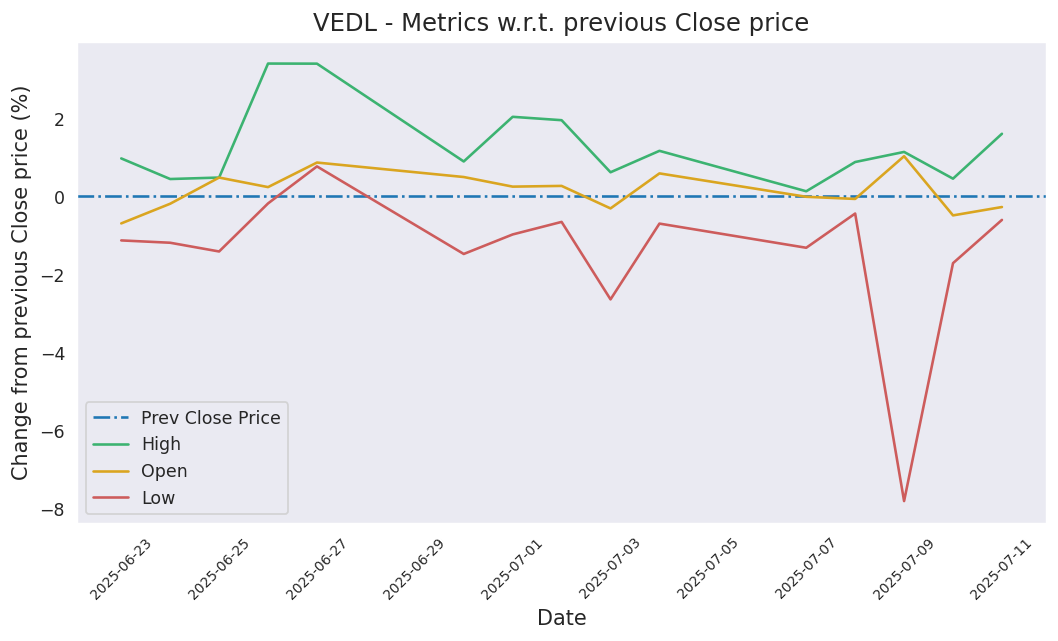 VEDL - Metrics w.r.t. previous Close price
Change from previous Close price (%)
2
0
−2
−4
−6
−8
Prev Close Price
High
Open
Low
2025-06-23
2025-06-25
2025-06-27
2025-06-29
2025-07-01
2025-07-03
2025-07-05
2025-07-07
2025-07-09
2025-07-11
Date